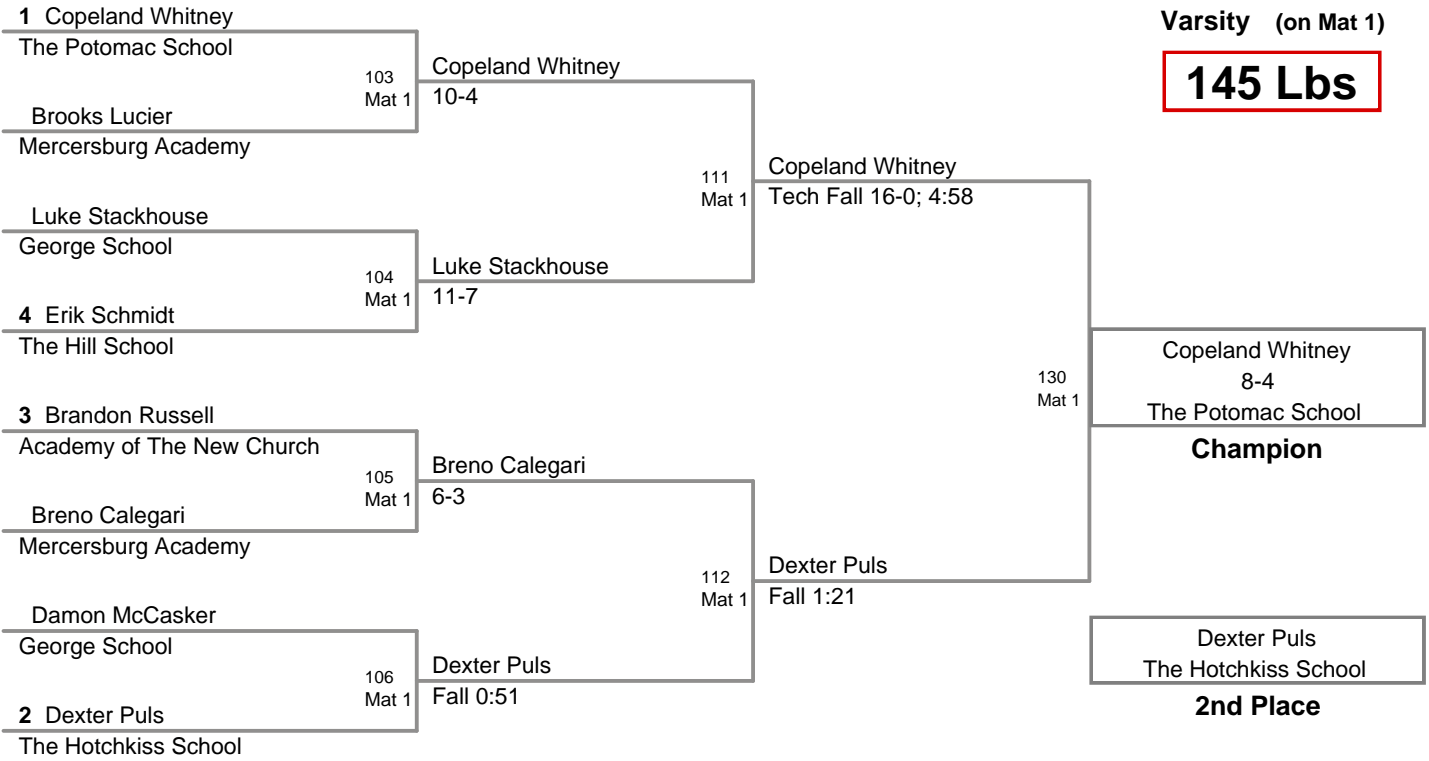 1 Copeland Whitney
The Potomac School
103
Mat 1
Brooks Lucier
Mercersburg Academy
Copeland Whitney
10-4
Luke Stackhouse
George School
104
Mat 1
4 Erik Schmidt
The Hill School
Luke Stackhouse
11-7
111
Mat 1
Copeland Whitney
Tech Fall 16-0; 4:58
3 Brandon Russell
Academy of The New Church
105
Mat 1
Breno Calegari
Mercersburg Academy
Breno Calegari
6-3
Damon McCasker
George School
106
Mat 1
2 Dexter Puls
The Hotchkiss School
Dexter Puls
Fall 0:51
112
Mat 1
Dexter Puls
Fall 1:21
130
Mat 1
Varsity (on Mat 1)
145 Lbs
Copeland Whitney
8-4
The Potomac School
Champion
Dexter Puls
The Hotchkiss School
2nd Place